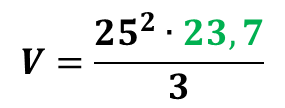 V = 25² · 23,7 / 3